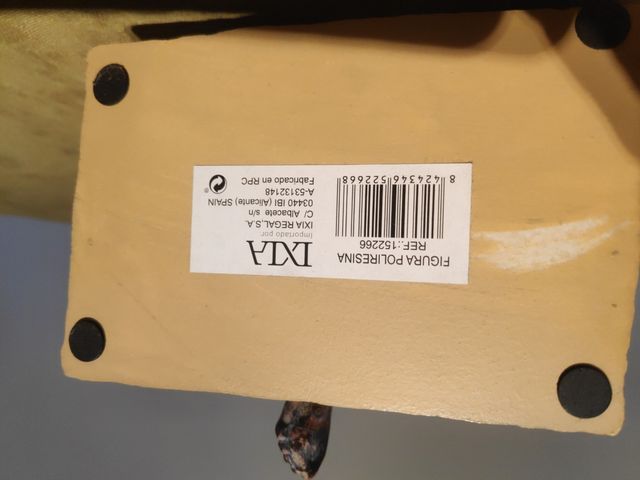 FIGURA POLIRESINA
REF:152266
8 424346 522668
IXIA
Importado por
IXIA REGAL,S.A.
C/ Albacete s/n
03440 IBI (Alicante) SPAIN
A-53132148
Fabricado en RPC